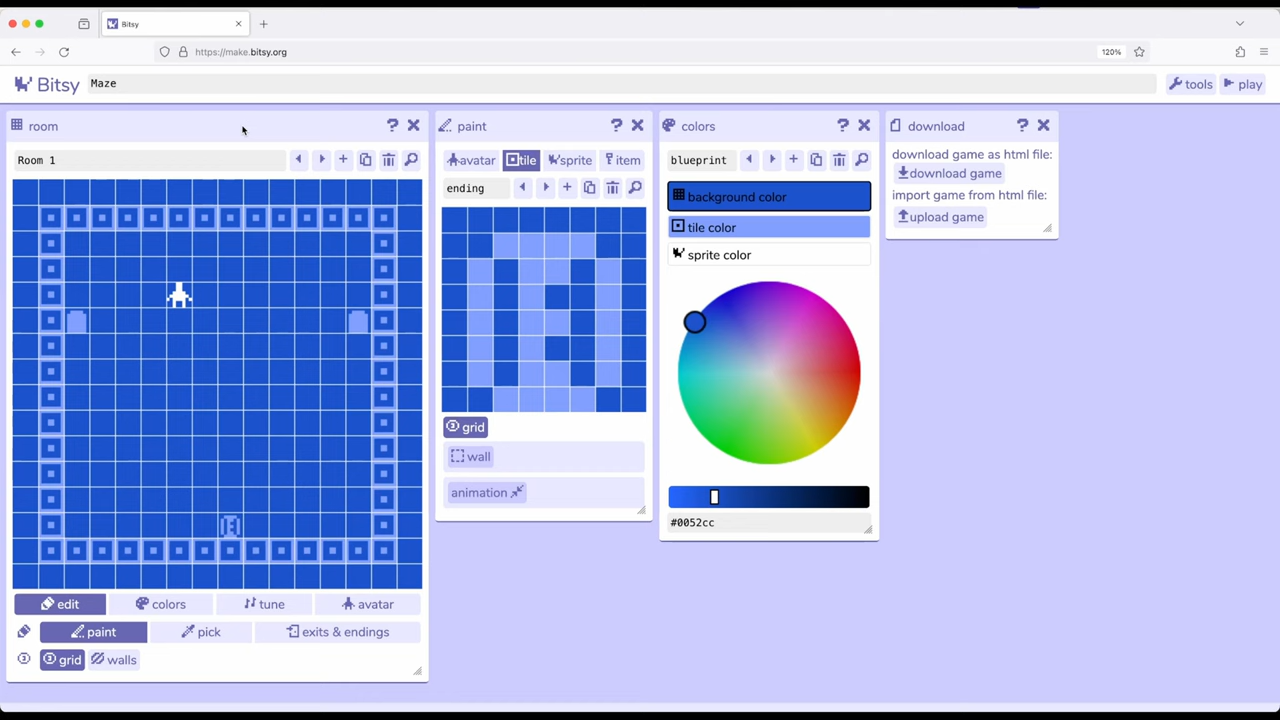 Bitsy
https://make.bitsy.org
120%
Bitsy
Maze
tools
play
room
?
Room 1
edit
colors
tune
avatar
paint
pick
exits & endings
grid
walls
paint
?
avatar
tile
sprite
item
ending
grid
wall
animation
colors
?
blueprint
background color
tile color
sprite color
#0052cc
download
?
download game as html file:
download game
import game from html file:
upload game